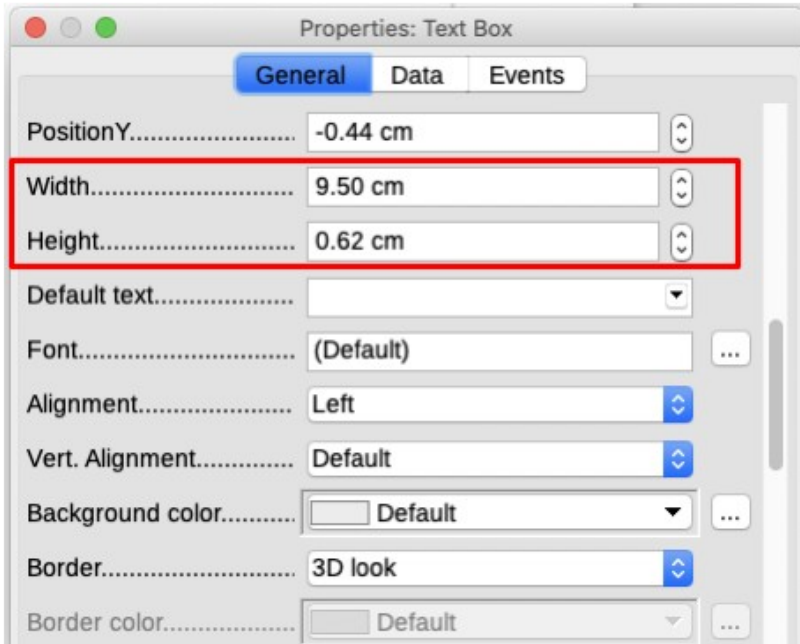 Properties: Text Box
General Data Events
PositionY........................ -0.44 cm
Width.............................. 9.50 cm
Height............................. 0.62 cm
Default text....................
Font................................ (Default) ...
Alignment...................... Left
Vert. Alignment.............. Default
Background color.......... Default ...
Border............................ 3D look
Border color................... Default ...